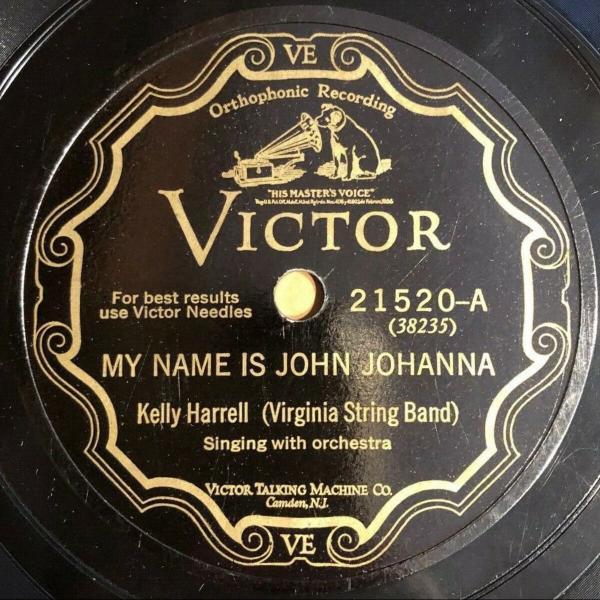 VE
Orthophonic Recording
"HIS MASTER'S VOICE"
VICTOR
For best results
use Victor Needles
21520-A
(38235)
MY NAME IS JOHN JOHANNA
Kelly Harrell (Virginia String Band)
Singing with orchestra
VICTOR TALKING MACHINE CO.
Camden, N.J.
VE